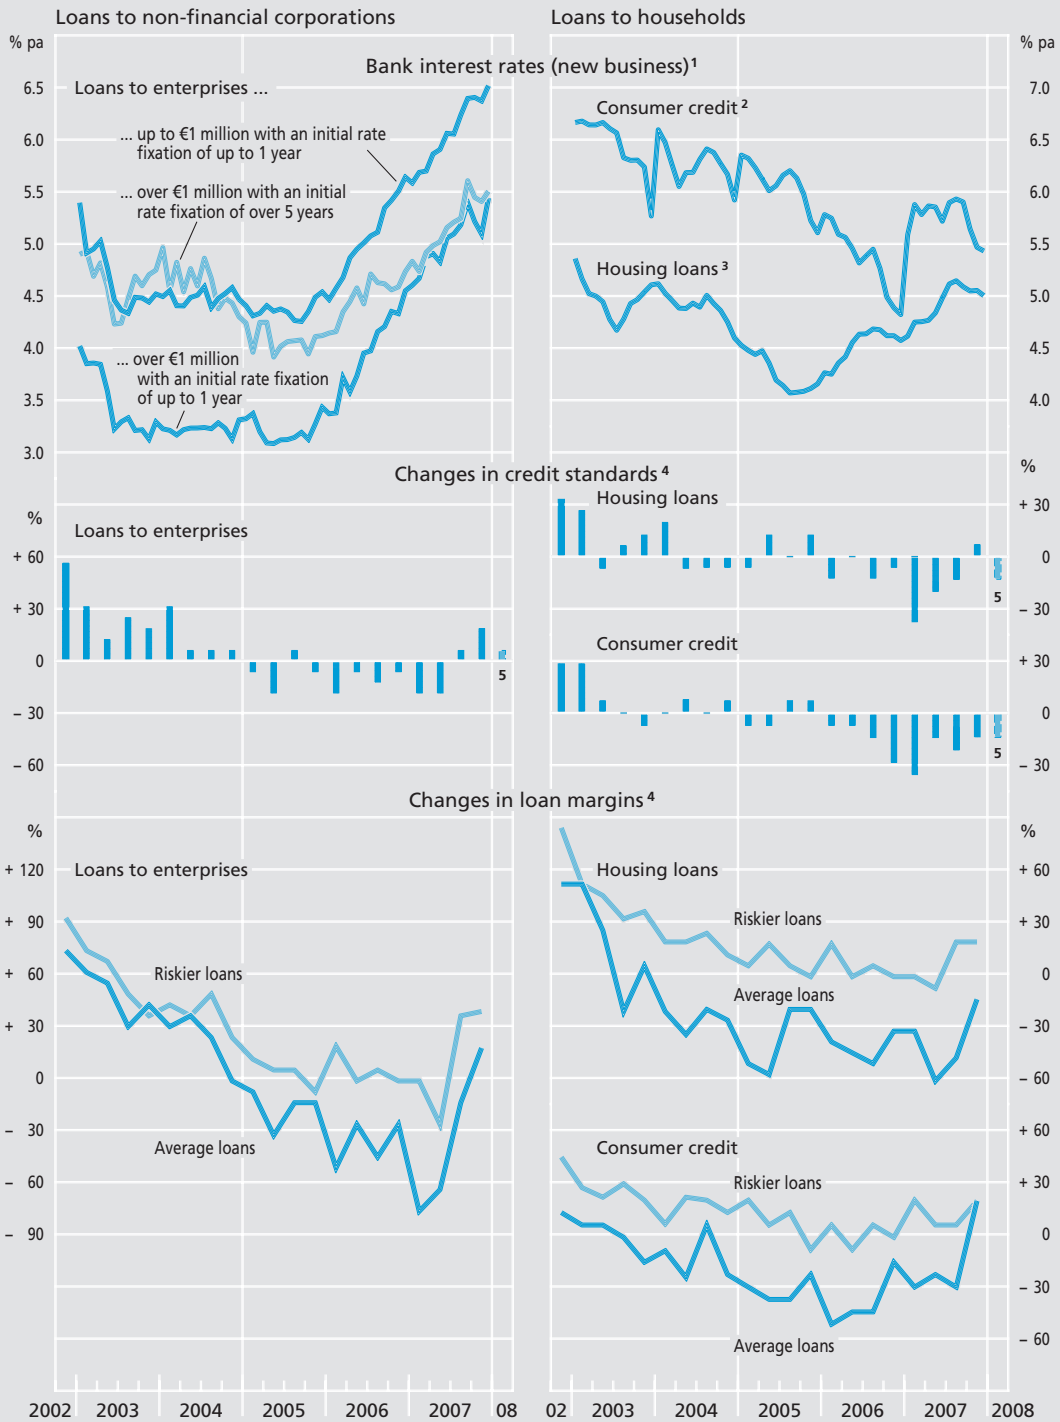 Loans to non-financial corporations
Loans to households
% pa
% pa
Bank interest rates (new business)¹
6.5
6.0
5.5
5.0
4.5
4.0
3.5
3.0
Loans to enterprises ...
... up to €1 million with an initial rate
fixation of up to 1 year
... over €1 million with an initial
rate fixation of over 5 years
... over €1 million
with an initial rate fixation
of up to 1 year
Consumer credit ²
Housing loans ³
7.0
6.5
6.0
5.5
5.0
4.5
4.0
Changes in credit standards ⁴
%
Loans to enterprises
+ 60
+ 30
0
– 30
– 60
5
%
Housing loans
+ 30
0
– 30
5
Consumer credit
+ 30
0
– 30
5
Changes in loan margins ⁴
%
Loans to enterprises
+ 120
+ 90
+ 60
+ 30
0
– 30
– 60
– 90
Riskier loans
Average loans
%
Housing loans
+ 60
+ 30
0
– 30
– 60
Riskier loans
Average loans
Consumer credit
+ 60
+ 30
0
– 30
– 60
Riskier loans
Average loans
2002 2003 2004 2005 2006 2007 08
02 2003 2004 2005 2006 2007 2008